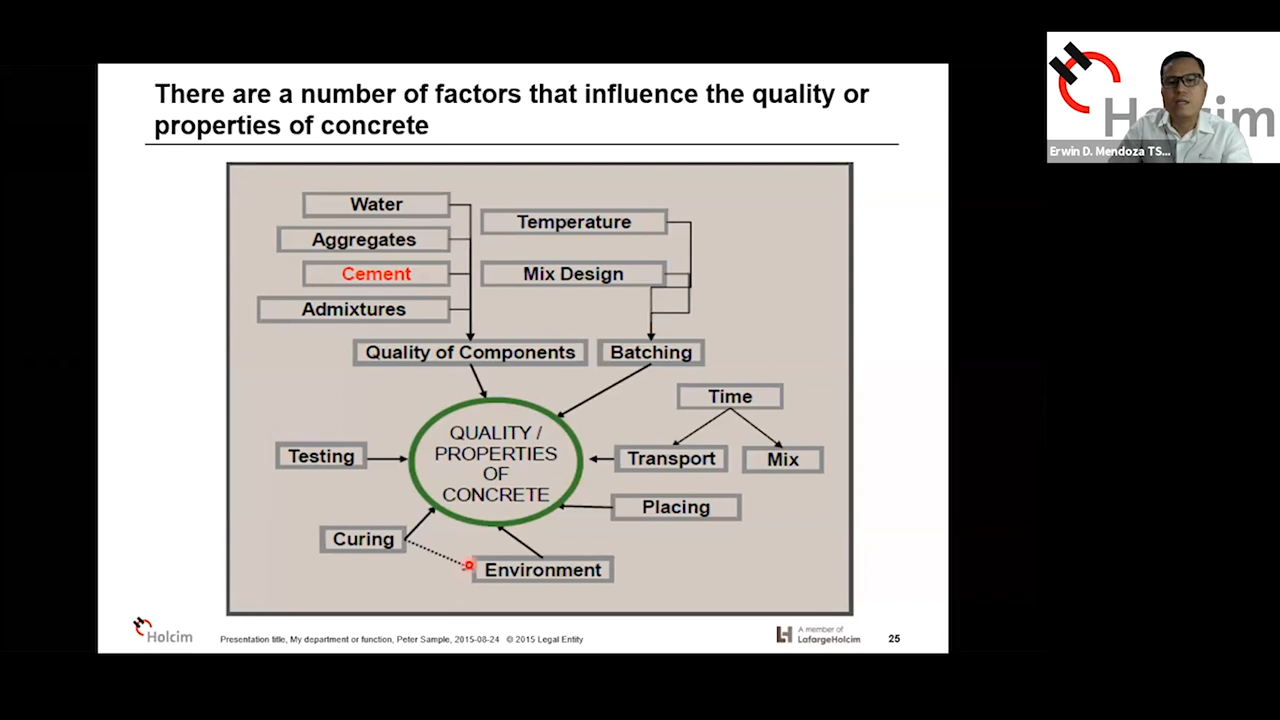 There are a number of factors that influence the quality or
properties of concrete
Water
Aggregates
Cement
Admixtures
Temperature
Mix Design
Quality of Components
Batching
Time
Transport
Mix
Testing
QUALITY /
PROPERTIES
OF
CONCRETE
Placing
Curing
Environment
Holcim
Presentation title, My department or function, Peter Sample, 2015-08-24 © 2015 Legal Entity
A member of
LafargeHolcim
25
Holcim
Erwin D. Mendoza TS...